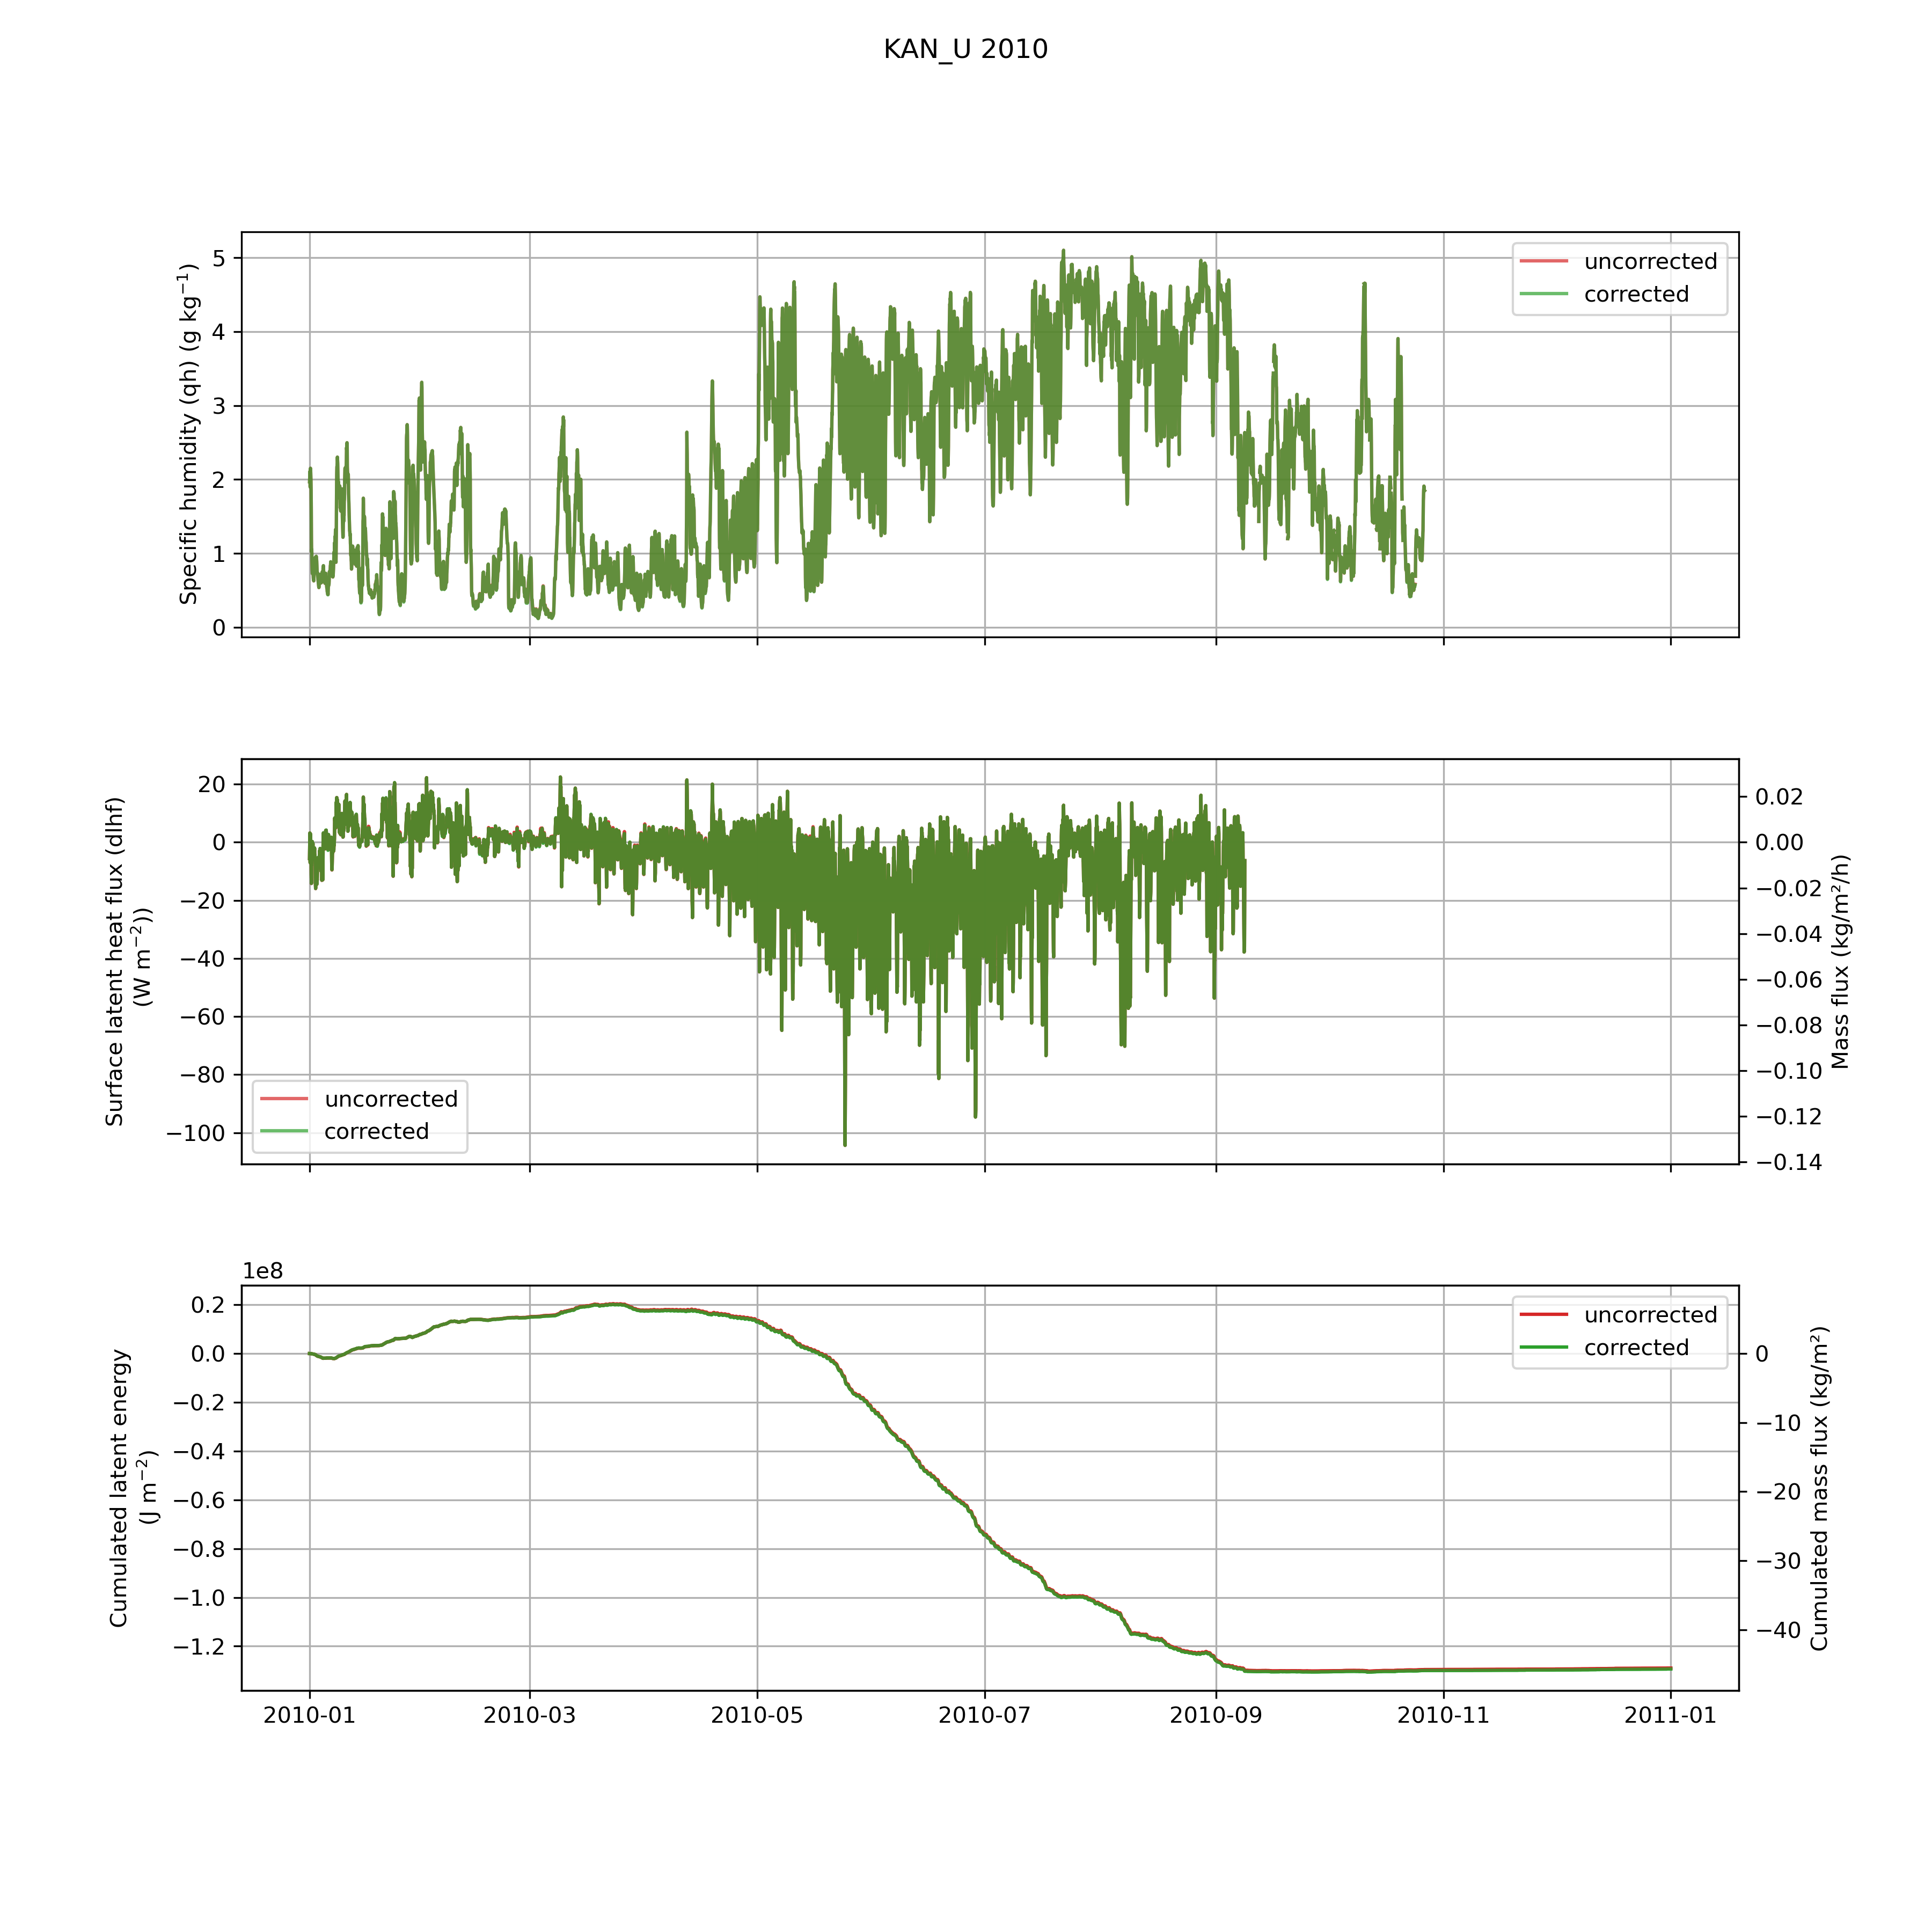 KAN_U 2010
Specific humidity (qh) (g kg⁻¹)
5
4
3
2
1
0
uncorrected
corrected
Surface latent heat flux (dlhf)
(W m⁻²))
20
0
−20
−40
−60
−80
−100
uncorrected
corrected
0.02
0.00
−0.02
−0.04
−0.06
−0.08
−0.10
−0.12
−0.14
Mass flux (kg/m²/h)
1e8
Cumulated latent energy
(J m⁻²)
0.2
0.0
−0.2
−0.4
−0.6
−0.8
−1.0
−1.2
uncorrected
corrected
0
−10
−20
−30
−40
Cumulated mass flux (kg/m²)
2010-01 2010-03 2010-05 2010-07 2010-09 2010-11 2011-01